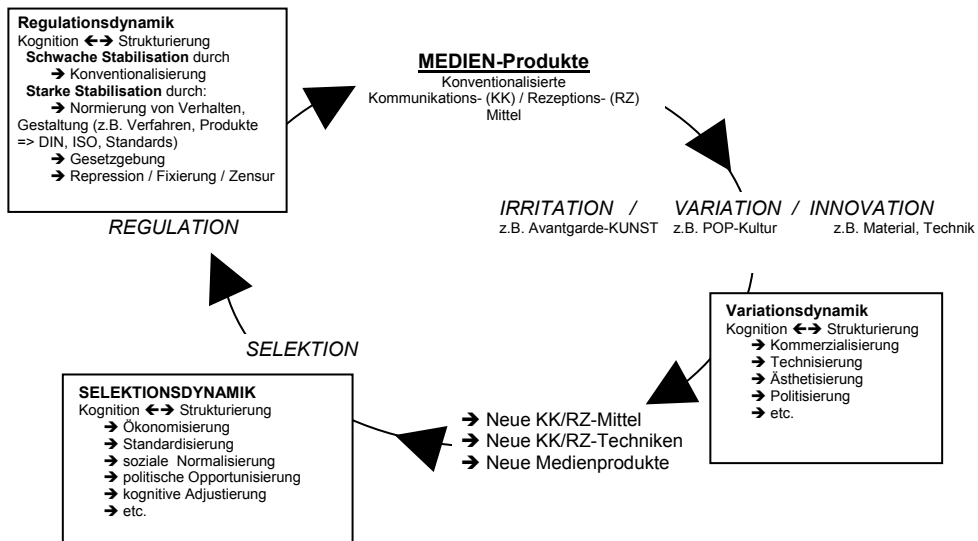 Regulationsdynamik
Kognition ←→ Strukturierung
Schwache Stabilisation durch
➔ Konventionalisierung
Starke Stabilisation durch:
➔ Normierung von Verhalten,
Gestaltung (z.B. Verfahren, Produkte
=> DIN, ISO, Standards)
➔ Gesetzgebung
➔ Repression / Fixierung / Zensur
REGULATION
MEDIEN-Produkte
Konventionalisierte
Kommunikations- (KK) / Rezeptions- (RZ)
Mittel
IRRITATION / VARIATION / INNOVATION
z.B. Avantgarde-KUNST z.B. POP-Kultur z.B. Material, Technik
Variationsdynamik
Kognition ←→ Strukturierung
➔ Kommerzialisierung
➔ Technisierung
➔ Ästhetisierung
➔ Politisierung
➔ etc.
➔ Neue KK/RZ-Mittel
➔ Neue KK/RZ-Techniken
➔ Neue Medienprodukte
SELEKTION
SELEKTIONSDYNAMIK
Kognition ←→ Strukturierung
➔ Ökonomisierung
➔ Standardisierung
➔ soziale Normalisierung
➔ politische Opportunisierung
➔ kognitive Adjustierung
➔ etc.